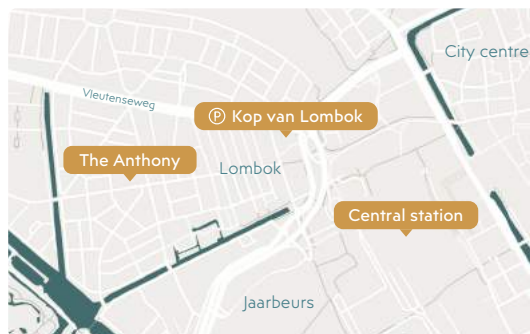 City centre
Vleutenseweg
Ⓟ Kop van Lombok
The Anthony
Lombok
Central station
Jaarbeurs